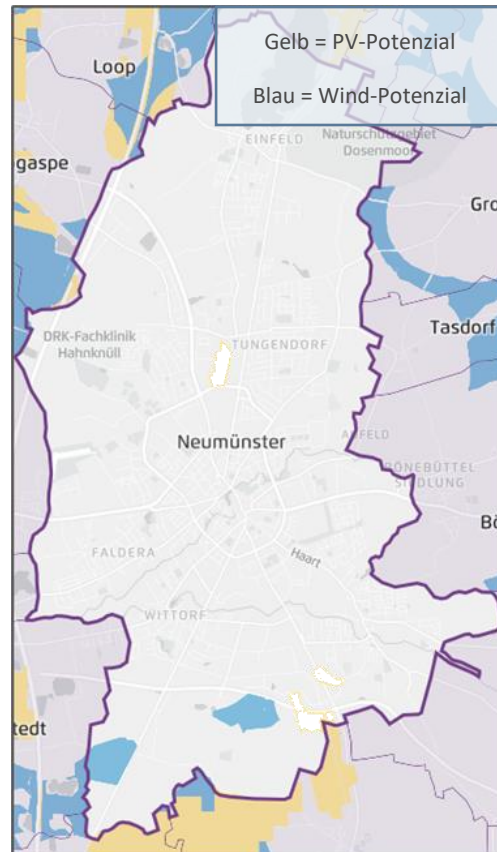 Gelb = PV-Potenzial
Blau = Wind-Potenzial
Loop
EINFELD
Naturschutzgebiet
Dosenmoor
gaspe
Gro
Tasdorf
DRK-Fachklinik
Hahnknüll
TUNGENDORF
Neumünster
BÖNEBÜTTEL
SIEDLUNG
Bö
FALDERA
Haart
WITTORF
tedt